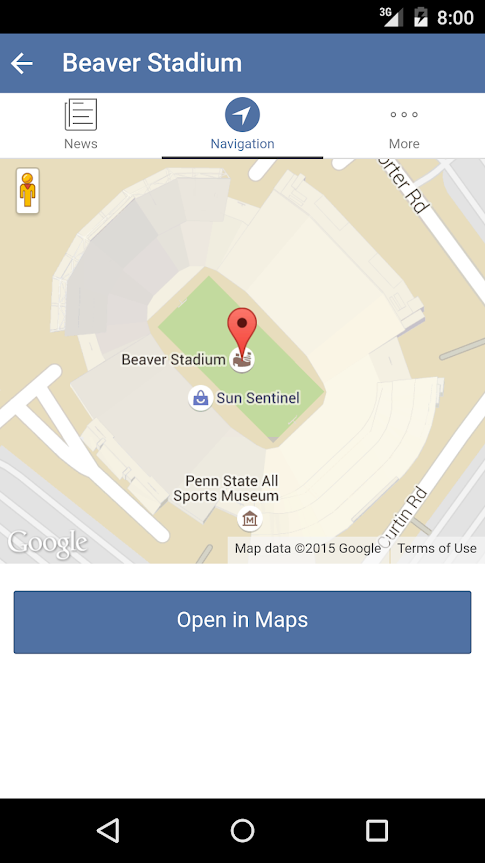 3G 8:00
Beaver Stadium
News Navigation More
orter Rd
Beaver Stadium
Sun Sentinel
Penn State All
Sports Museum
Curtin Rd
Google
Map data ©2015 Google Terms of Use
Open in Maps